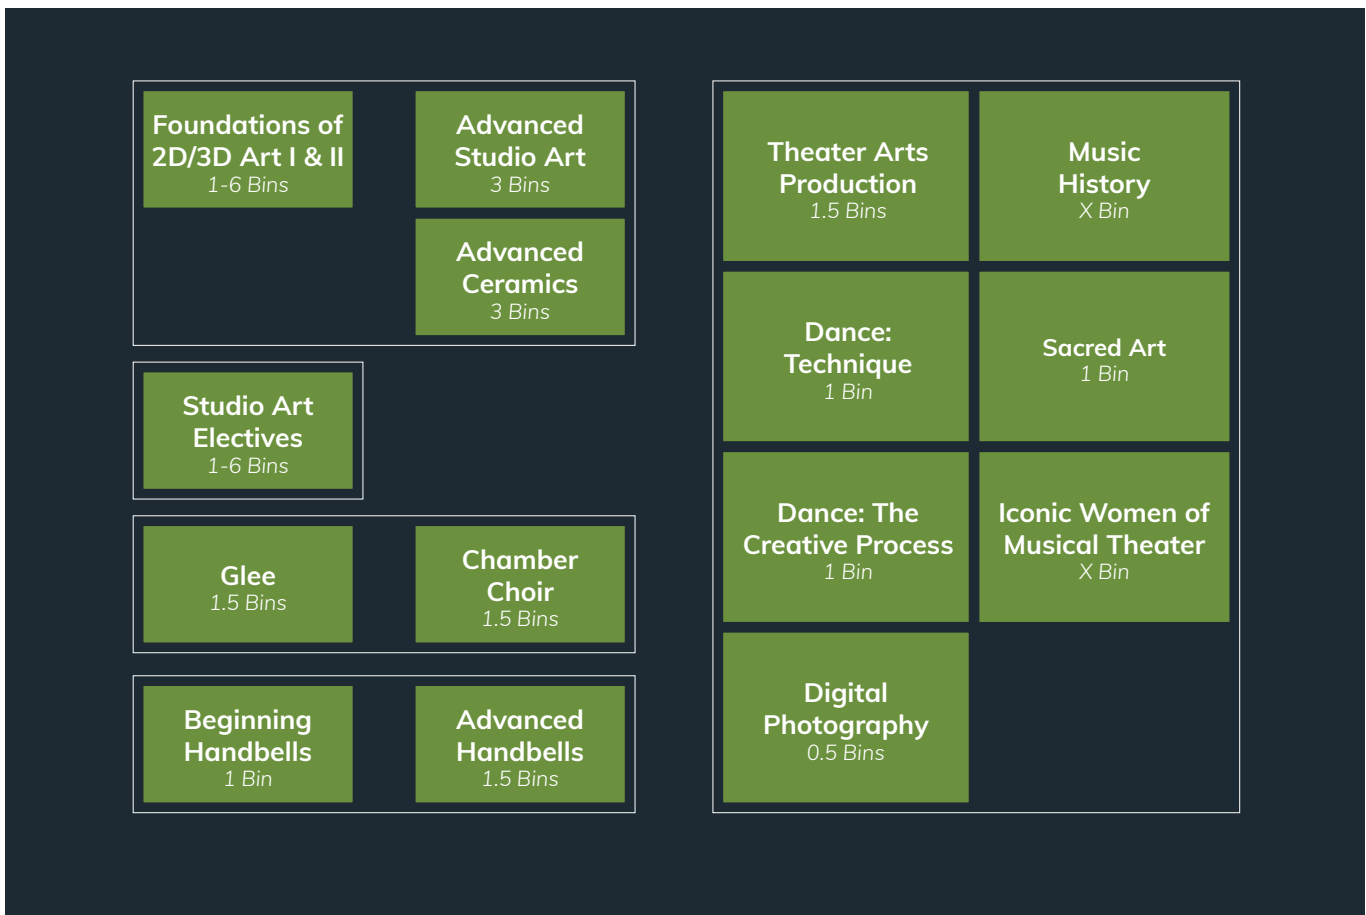 Foundations of
2D/3D Art I & II
1-6 Bins
Advanced
Studio Art
3 Bins
Advanced
Ceramics
3 Bins
Studio Art
Electives
1-6 Bins
Glee
1.5 Bins
Chamber
Choir
1.5 Bins
Beginning
Handbells
1 Bin
Advanced
Handbells
1.5 Bins
Theater Arts
Production
1.5 Bins
Music
History
X Bin
Dance:
Technique
1 Bin
Sacred Art
1 Bin
Dance: The
Creative Process
1 Bin
Iconic Women of
Musical Theater
X Bin
Digital
Photography
0.5 Bins